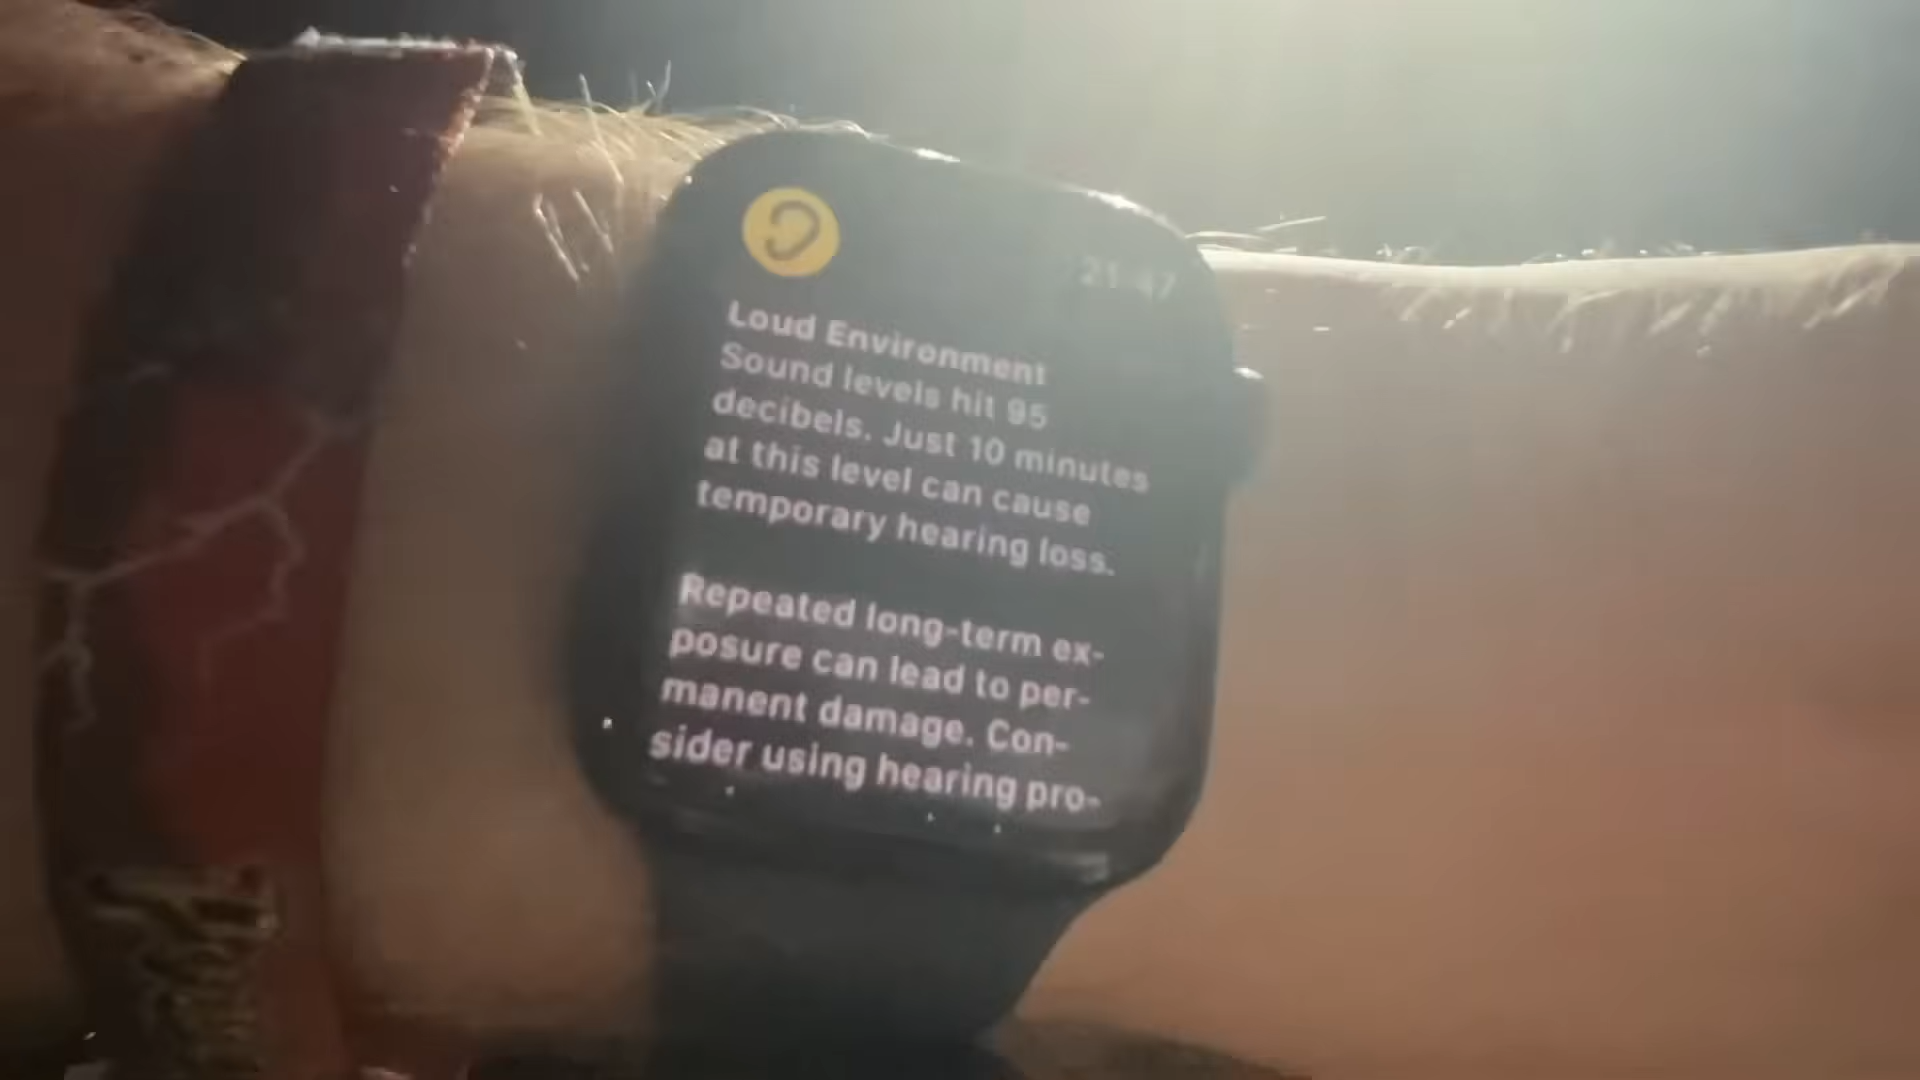 21:47
Loud Environment
Sound levels hit 95
decibels. Just 10 minutes
at this level can cause
temporary hearing loss.
Repeated long-term ex-
posure can lead to per-
manent damage. Con-
sider using hearing pro-